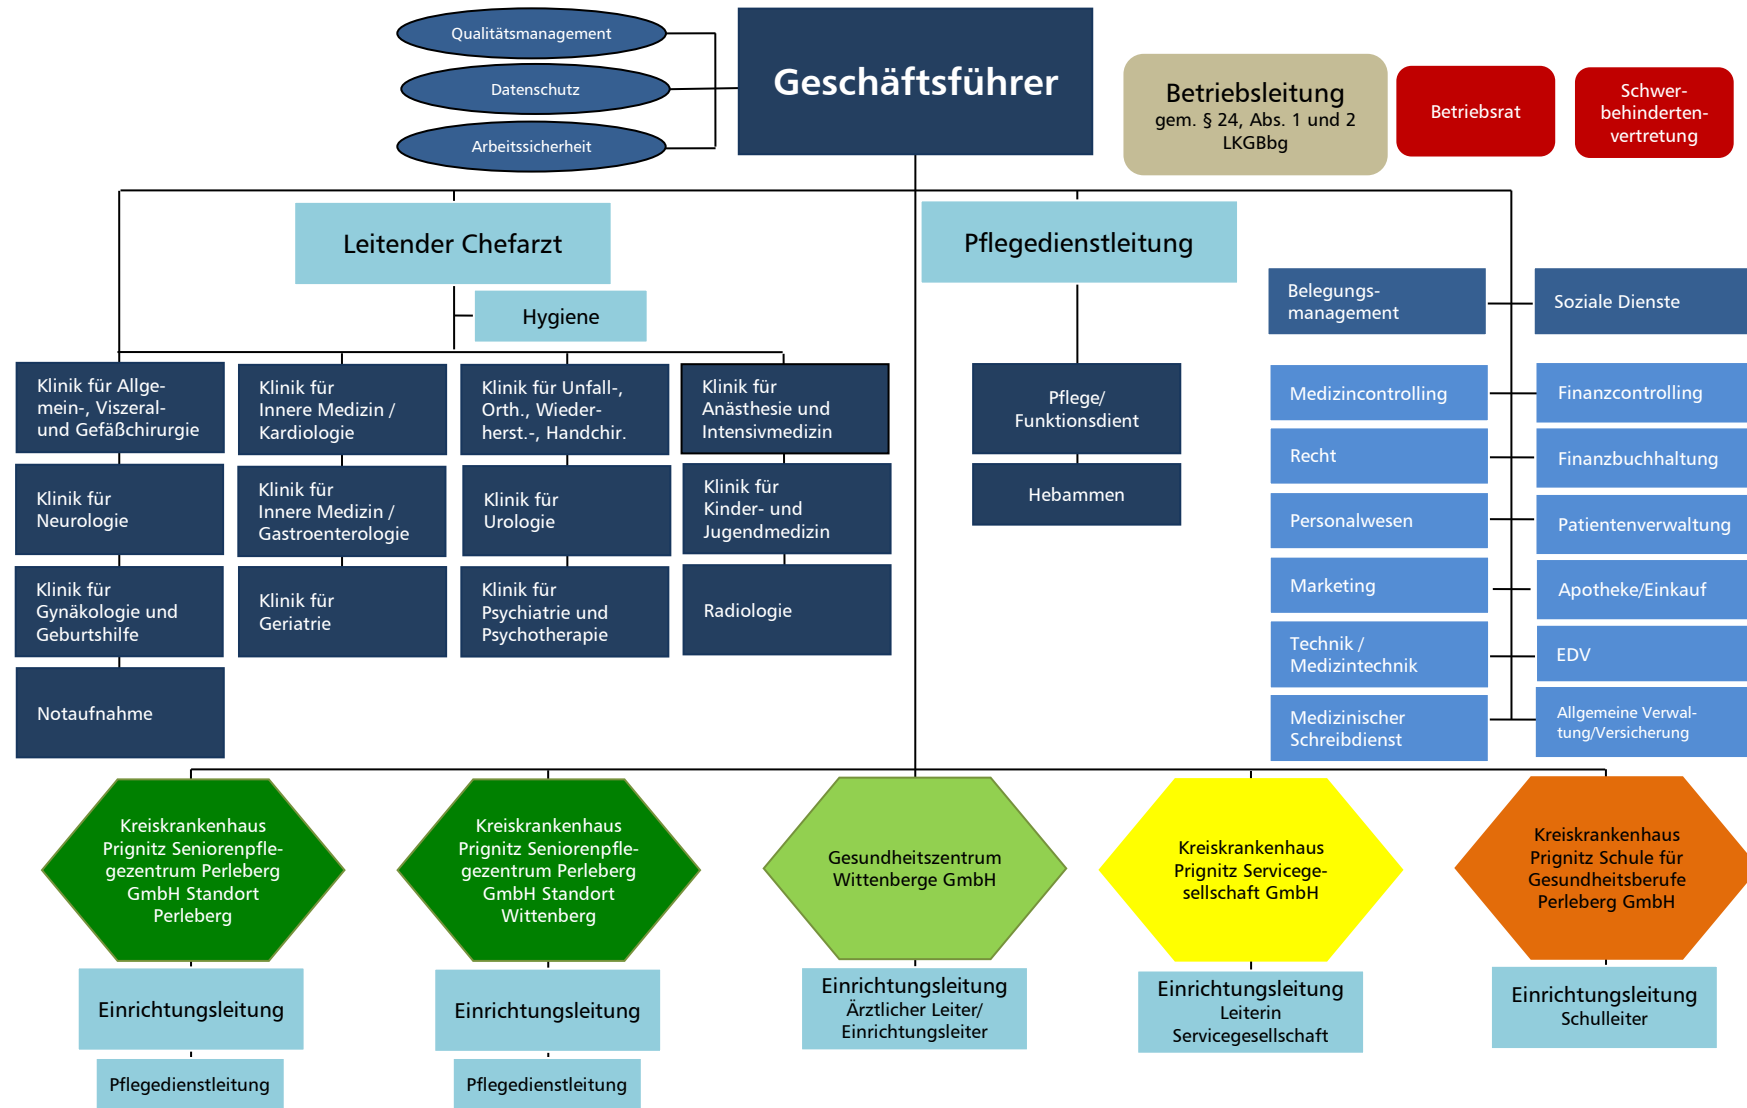 Qualitätsmanagement
Datenschutz
Arbeitssicherheit
Geschäftsführer
Betriebsleitung
gem. § 24, Abs. 1 und 2
LKGBbg
Betriebsrat
Schwer-
behinderten-
vertretung
Leitender Chefarzt
Hygiene
Pflegedienstleitung
Klinik für Allge-
mein-, Viszeral-
und Gefäßchirurgie
Klinik für
Innere Medizin /
Kardiologie
Klinik für Unfall-,
Orth., Wieder-
herst.-, Handchir.
Klinik für
Anästhesie und
Intensivmedizin
Klinik für
Neurologie
Klinik für
Innere Medizin /
Gastroenterologie
Klinik für
Urologie
Klinik für
Kinder- und
Jugendmedizin
Klinik für
Gynäkologie und
Geburtshilfe
Klinik für
Geriatrie
Klinik für
Psychiatrie und
Psychotherapie
Radiologie
Notaufnahme
Pflege/
Funktionsdient
Hebammen
Belegungs-
management
Soziale Dienste
Medizincontrolling
Finanzcontrolling
Recht
Finanzbuchhaltung
Personalwesen
Patientenverwaltung
Marketing
Apotheke/Einkauf
Technik /
Medizintechnik
EDV
Medizinischer
Schreibdienst
Allgemeine Verwal-
tung/Versicherung
Kreiskrankenhaus
Prignitz Seniorenpfle-
gezentrum Perleberg
GmbH Standort
Perleberg
Kreiskrankenhaus
Prignitz Seniorenpfle-
gezentrum Perleberg
GmbH Standort
Wittenberg
Gesundheitszentrum
Wittenberge GmbH
Kreiskrankenhaus
Prignitz Servicege-
sellschaft GmbH
Kreiskrankenhaus
Prignitz Schule für
Gesundheitsberufe
Perleberg GmbH
Einrichtungsleitung
Einrichtungsleitung
Einrichtungsleitung
Ärztlicher Leiter/
Einrichtungsleiter
Einrichtungsleitung
Leiterin
Servicegesellschaft
Einrichtungsleitung
Schulleiter
Pflegedienstleitung
Pflegedienstleitung